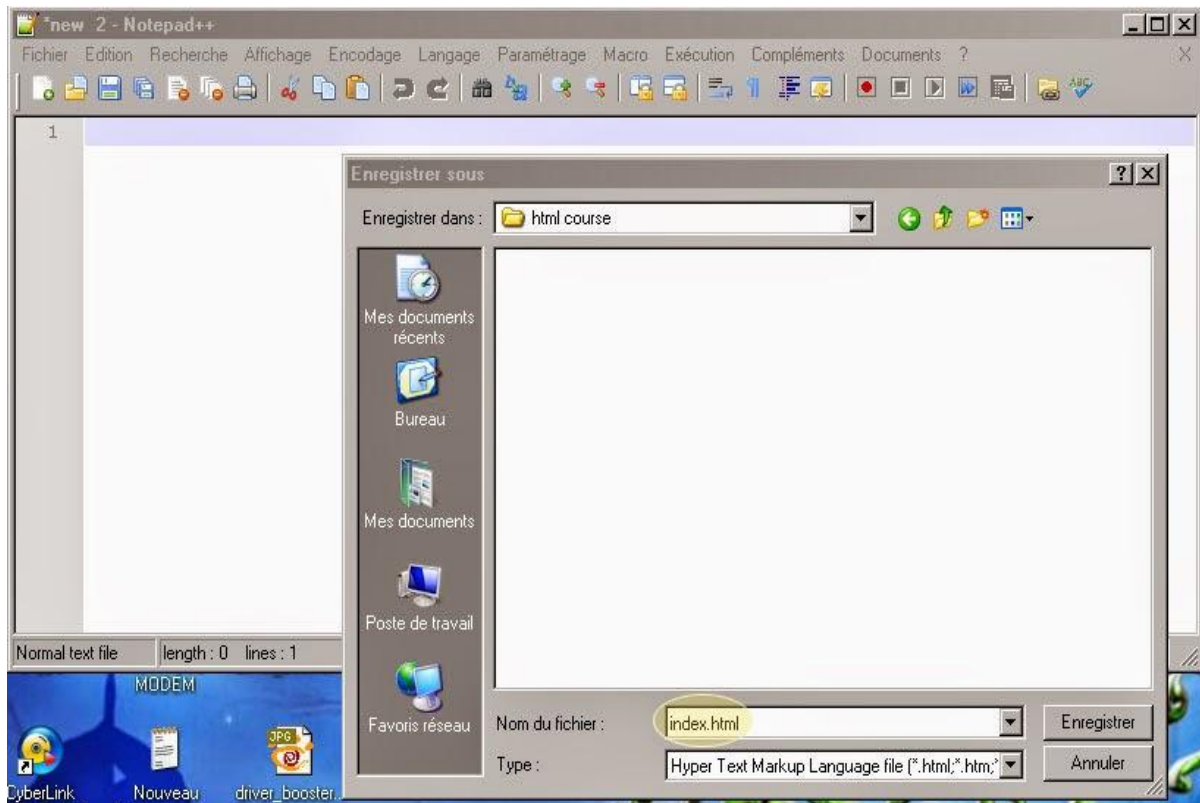 *new 2 - Notepad++
Fichier Edition Recherche Affichage Encodage Langage Paramétrage Macro Exécution Compléments Documents ? X
1
Enregistrer sous
Enregistrer dans : html course
Mes documents
récents
Bureau
Mes documents
Poste de travail
Favoris réseau
Nom du fichier : index.html Enregistrer
Type : Hyper Text Markup Language file (*.html;*.htm;* Annuler
Normal text file length : 0 lines : 1
MODEM
JPG
CyberLink Nouveau driver_booster...